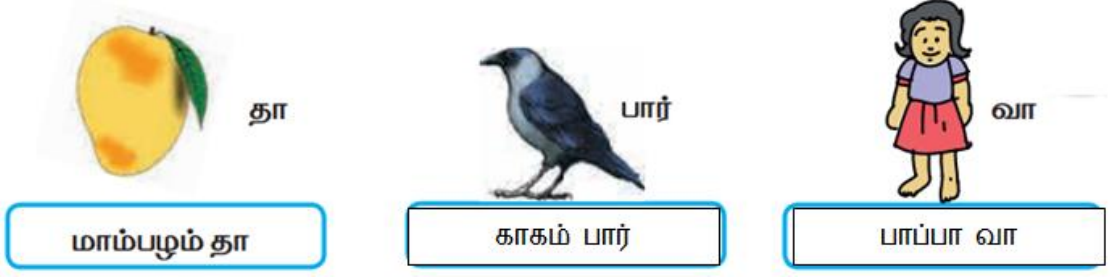 தா
பார்
வா
மாம்பழம் தா
காகம் பார்
பாப்பா வா